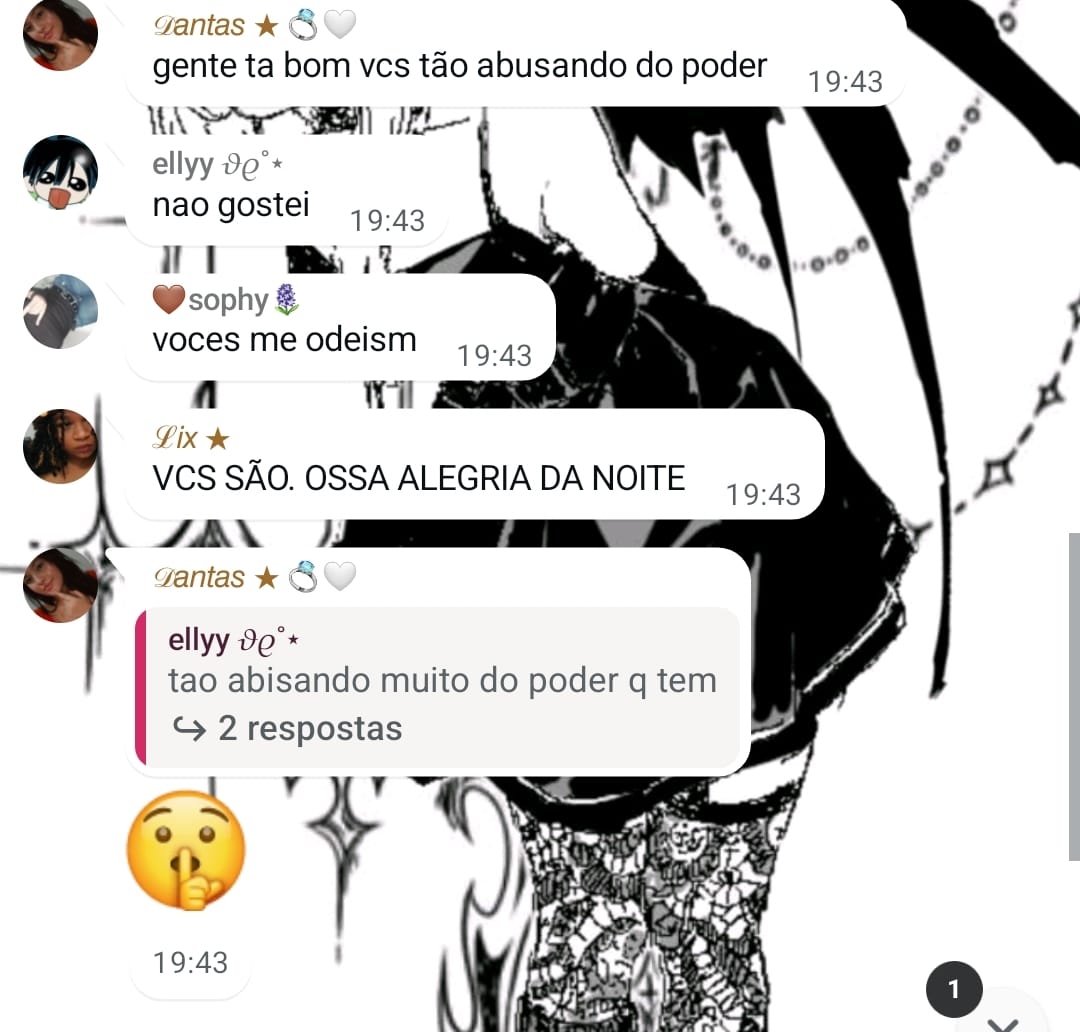 𝒟antas ★ 💍🤍
gente ta bom vcs tão abusando do poder 19:43
ellyy 𝜗𝜚˚⋆
nao gostei 19:43
🤎sophy🪻
voces me odeism 19:43
ℒix ★
VCS SÃO. OSSA ALEGRIA DA NOITE 19:43
𝒟antas ★ 💍🤍
ellyy 𝜗𝜚˚⋆
tao abisando muito do poder q tem
↪ 2 respostas
🤫
19:43
1